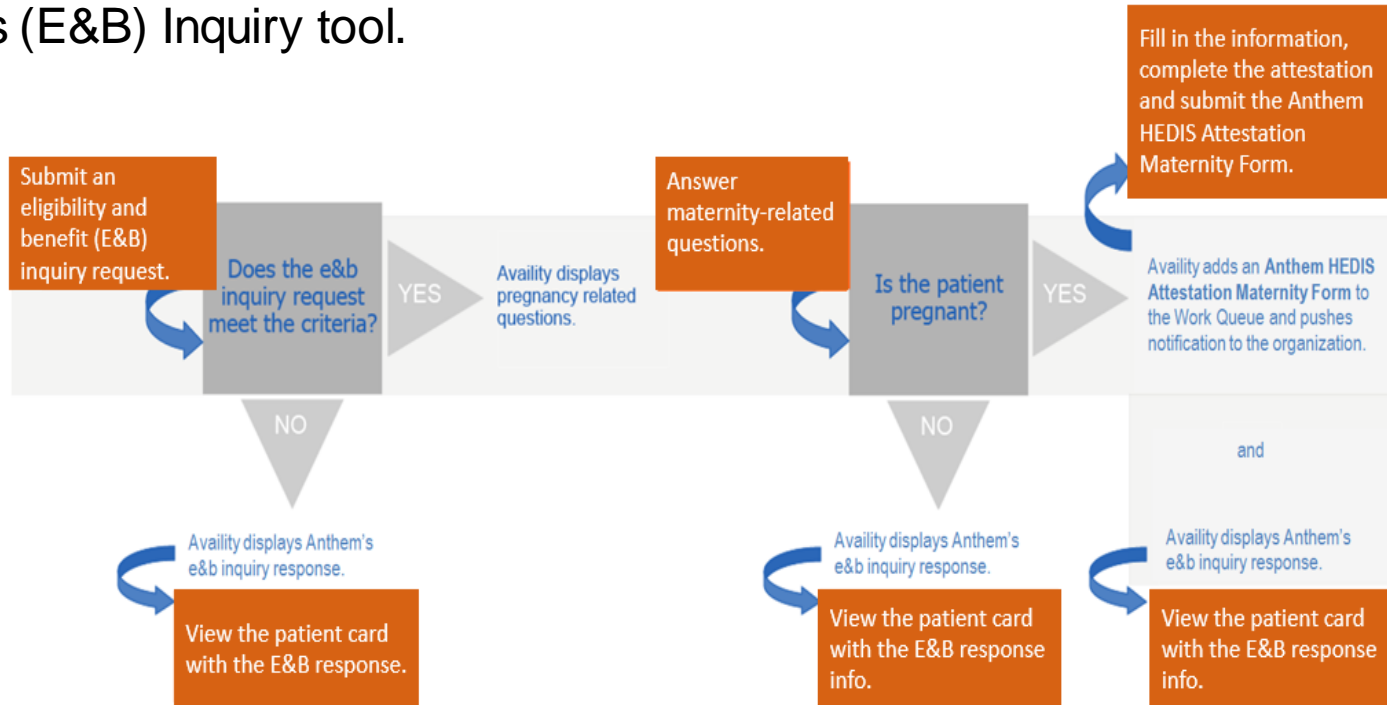 s (E&B) Inquiry tool.
Submit an
eligibility and
benefit (E&B)
inquiry request.
Does the e&b
inquiry request
meet the criteria?
YES
Availity displays
pregnancy related
questions.
NO
Availity displays Anthem's
e&b inquiry response.
View the patient card
with the E&B response.
Answer
maternity-related
questions.
Is the patient
pregnant?
YES
NO
Availity displays Anthem's
e&b inquiry response.
View the patient card
with the E&B response
info.
Fill in the information,
complete the attestation
and submit the Anthem
HEDIS Attestation
Maternity Form.
Availity adds an Anthem HEDIS
Attestation Maternity Form to
the Work Queue and pushes
notification to the organization.
and
Availity displays Anthem's
e&b inquiry response.
View the patient card
with the E&B response
info.